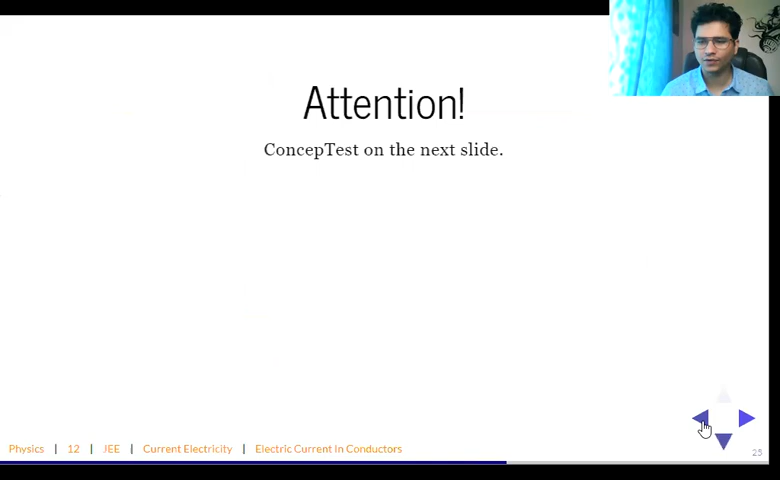 Attention!
ConcepTest on the next slide.
Physics | 12 | JEE | Current Electricity | Electric Current In Conductors
25